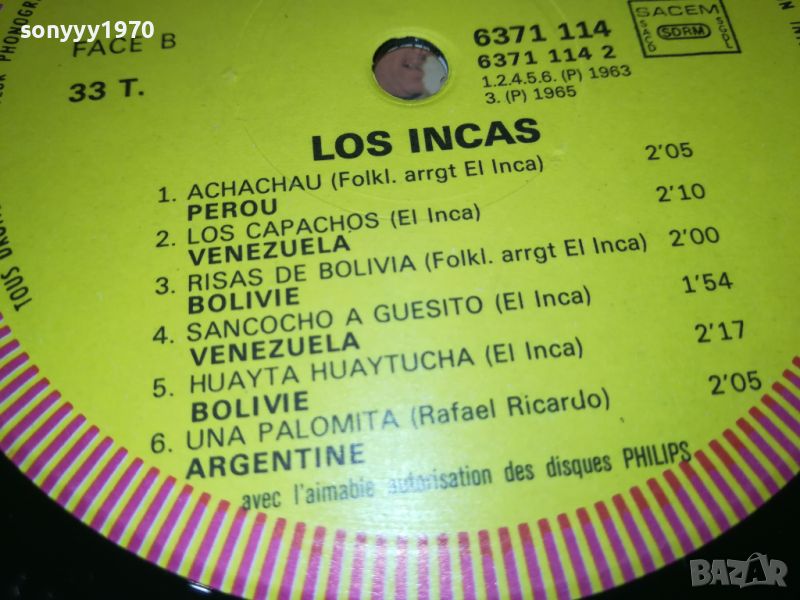 sonyyy1970
FACE B
33 T.
6371 114
6371 114 2
1.2.4.5.6. (P) 1963
3. (P) 1965
SACEM
SACD
SDRM
SGDL
LOS INCAS
1. ACHACHAU (Folkl. arrgt El Inca) 2'05
PEROU
2. LOS CAPACHOS (El Inca) 2'10
VENEZUELA
3. RISAS DE BOLIVIA (Folkl. arrgt El Inca) 2'00
BOLIVIE
4. SANCOCHO A GUESITO (El Inca) 1'54
VENEZUELA
5. HUAYTA HUAYTUCHA (El Inca) 2'17
BOLIVIE
6. UNA PALOMITA (Rafael Ricardo) 2'05
ARGENTINE
avec l'aimable autorisation des disques PHILIPS
TOUS
BAZAR
bazar.bg